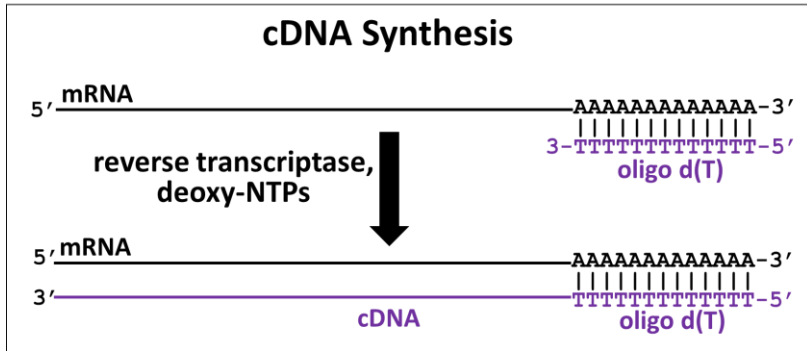 cDNA Synthesis
5′ mRNA AAAAAAAAAAAAA-3′
3-TTTTTTTTTTTTT-5′
oligo d(T)
reverse transcriptase,
deoxy-NTPs
5′ mRNA AAAAAAAAAAAAA-3′
3′ TTTTTTTTTTTTT-5′
cDNA oligo d(T)